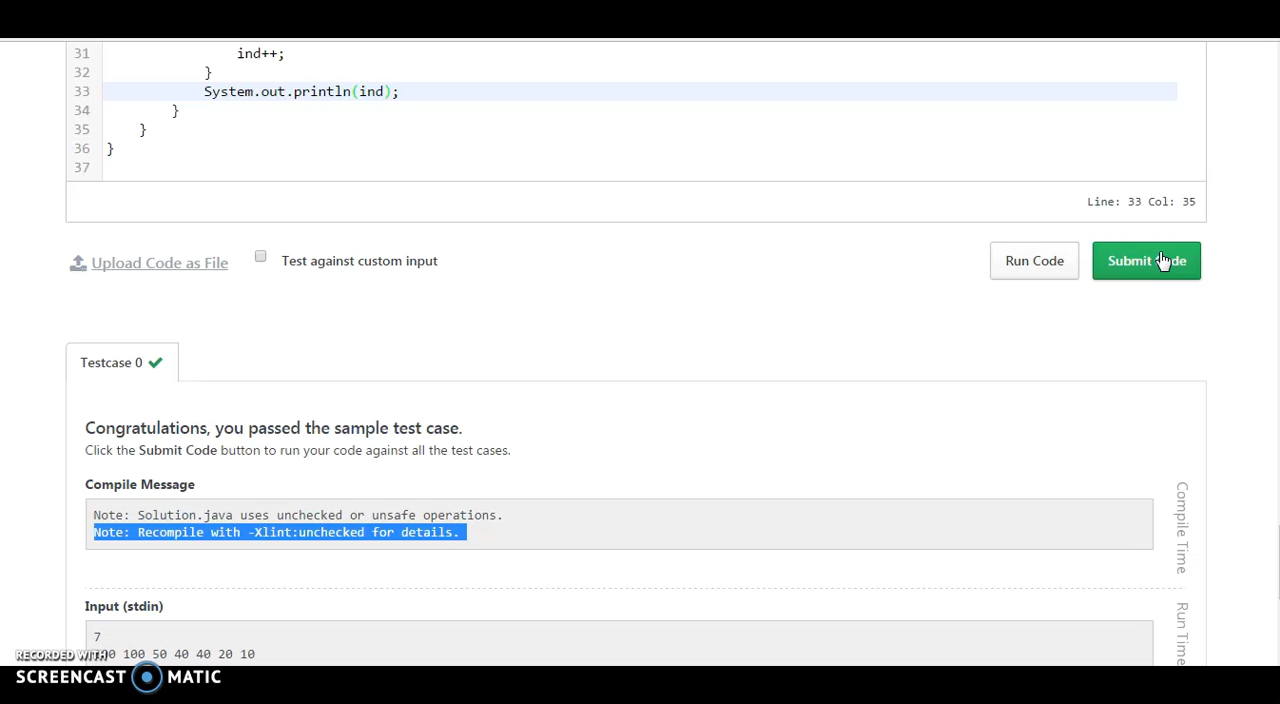 31 ind++;
32 }
33 System.out.println(ind);
34 }
35 }
36 }
37
Line: 33 Col: 35
Upload Code as File
Test against custom input
Run Code
Submit
Testcase 0
Congratulations, you passed the sample test case.
Click the Submit Code button to run your code against all the test cases.
Compile Message
Note: Solution.java uses unchecked or unsafe operations.
Note: Recompile with -Xlint:unchecked for details.
Compile Time
Input (stdin)
7
100 50 40 40 20 10
Run Time
RECORDED WITH
SCREENCAST MATIC